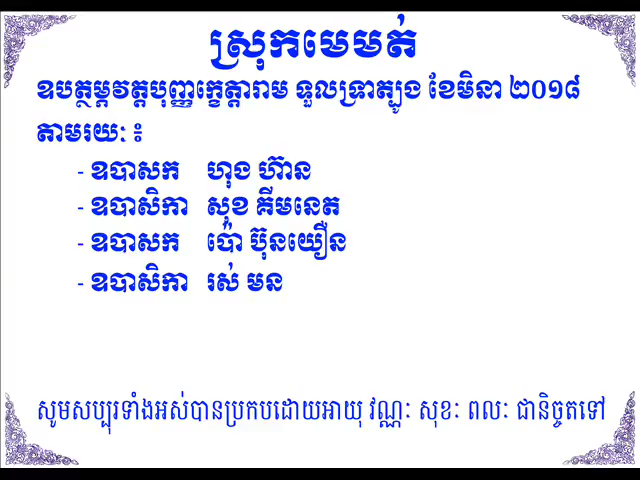 ស្រុកមេមត់
ឧបត្ថម្ភវត្តបុញ្ញក្ខេត្តារាម ទួលទ្រាត្បូង ខែមិនា ២០១៨
តាមរយៈ ៖
- ឧបាសក ហុង ហ៊ាន
- ឧបាសិកា សុខ គីមនេត
- ឧបាសក ប៉ោ ប៊ុនយឿន
- ឧបាសិកា រស់ មន
សូមសប្បុរទាំងអស់បានប្រកបដោយអាយុ វណ្ណៈ សុខៈ ពលៈ ជានិច្ចតទៅ